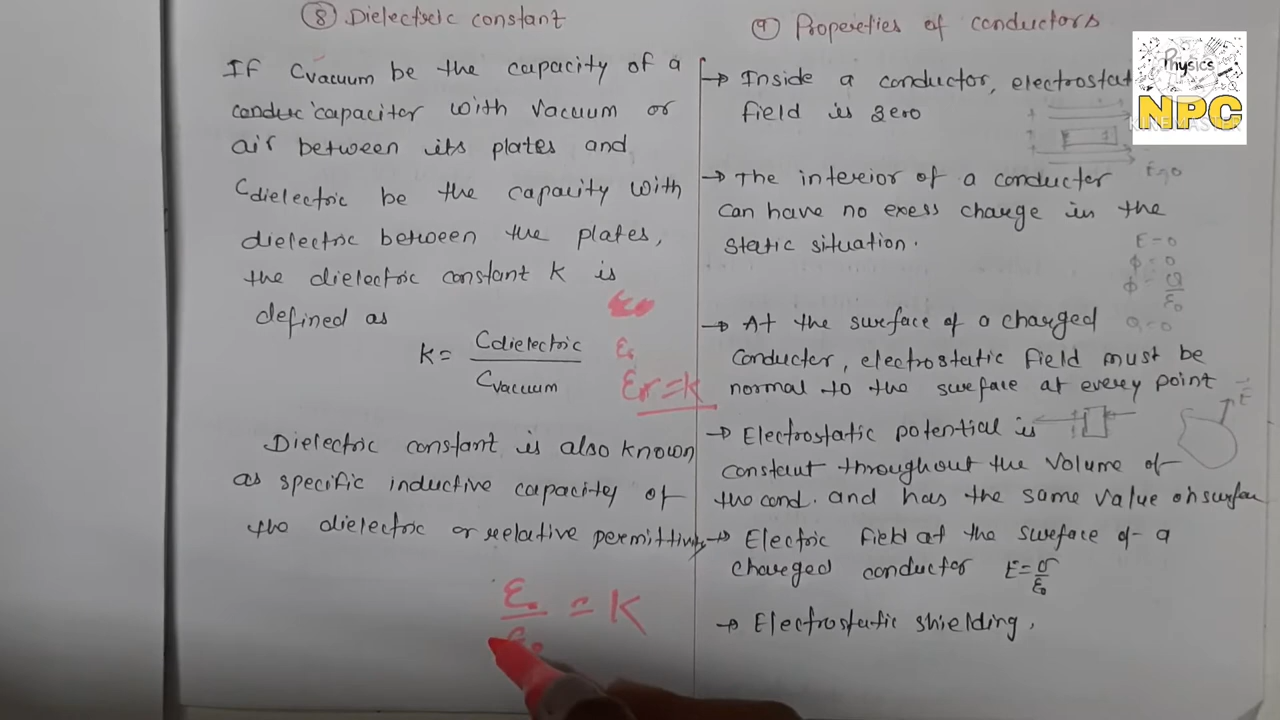 ⑧ Dielectric constant
If Cvacuum be the capacity of a
capacitor with vacuum or
air between its plates and
Cdielectric be the capacity with
dielectric between the plates,
the dielectric constant K is
defined as
K = Cdielectric / Cvacuum
εr = K
Dielectric constant is also known
as specific inductive capacity of
the dielectric or relative permittivity
= K
⑨ Properties of conductors
→ Inside a conductor, electrostat
field is zero
E=0
→ The interior of a conductor
can have no exess charge in the
static situation.
E=0
ϕ=0
ϕ = Q/ε₀
Q=0
→ At the surface of a charged
conductor, electrostatic field must be
normal to the surface at every point
E
→ Electrostatic potential is
constant throughout the volume of
the cond. and has the same value on surface
→ Electric field at the surface of a
charged conductor E = σ/ε₀
→ Electrostatic shielding.
Physics
NPC